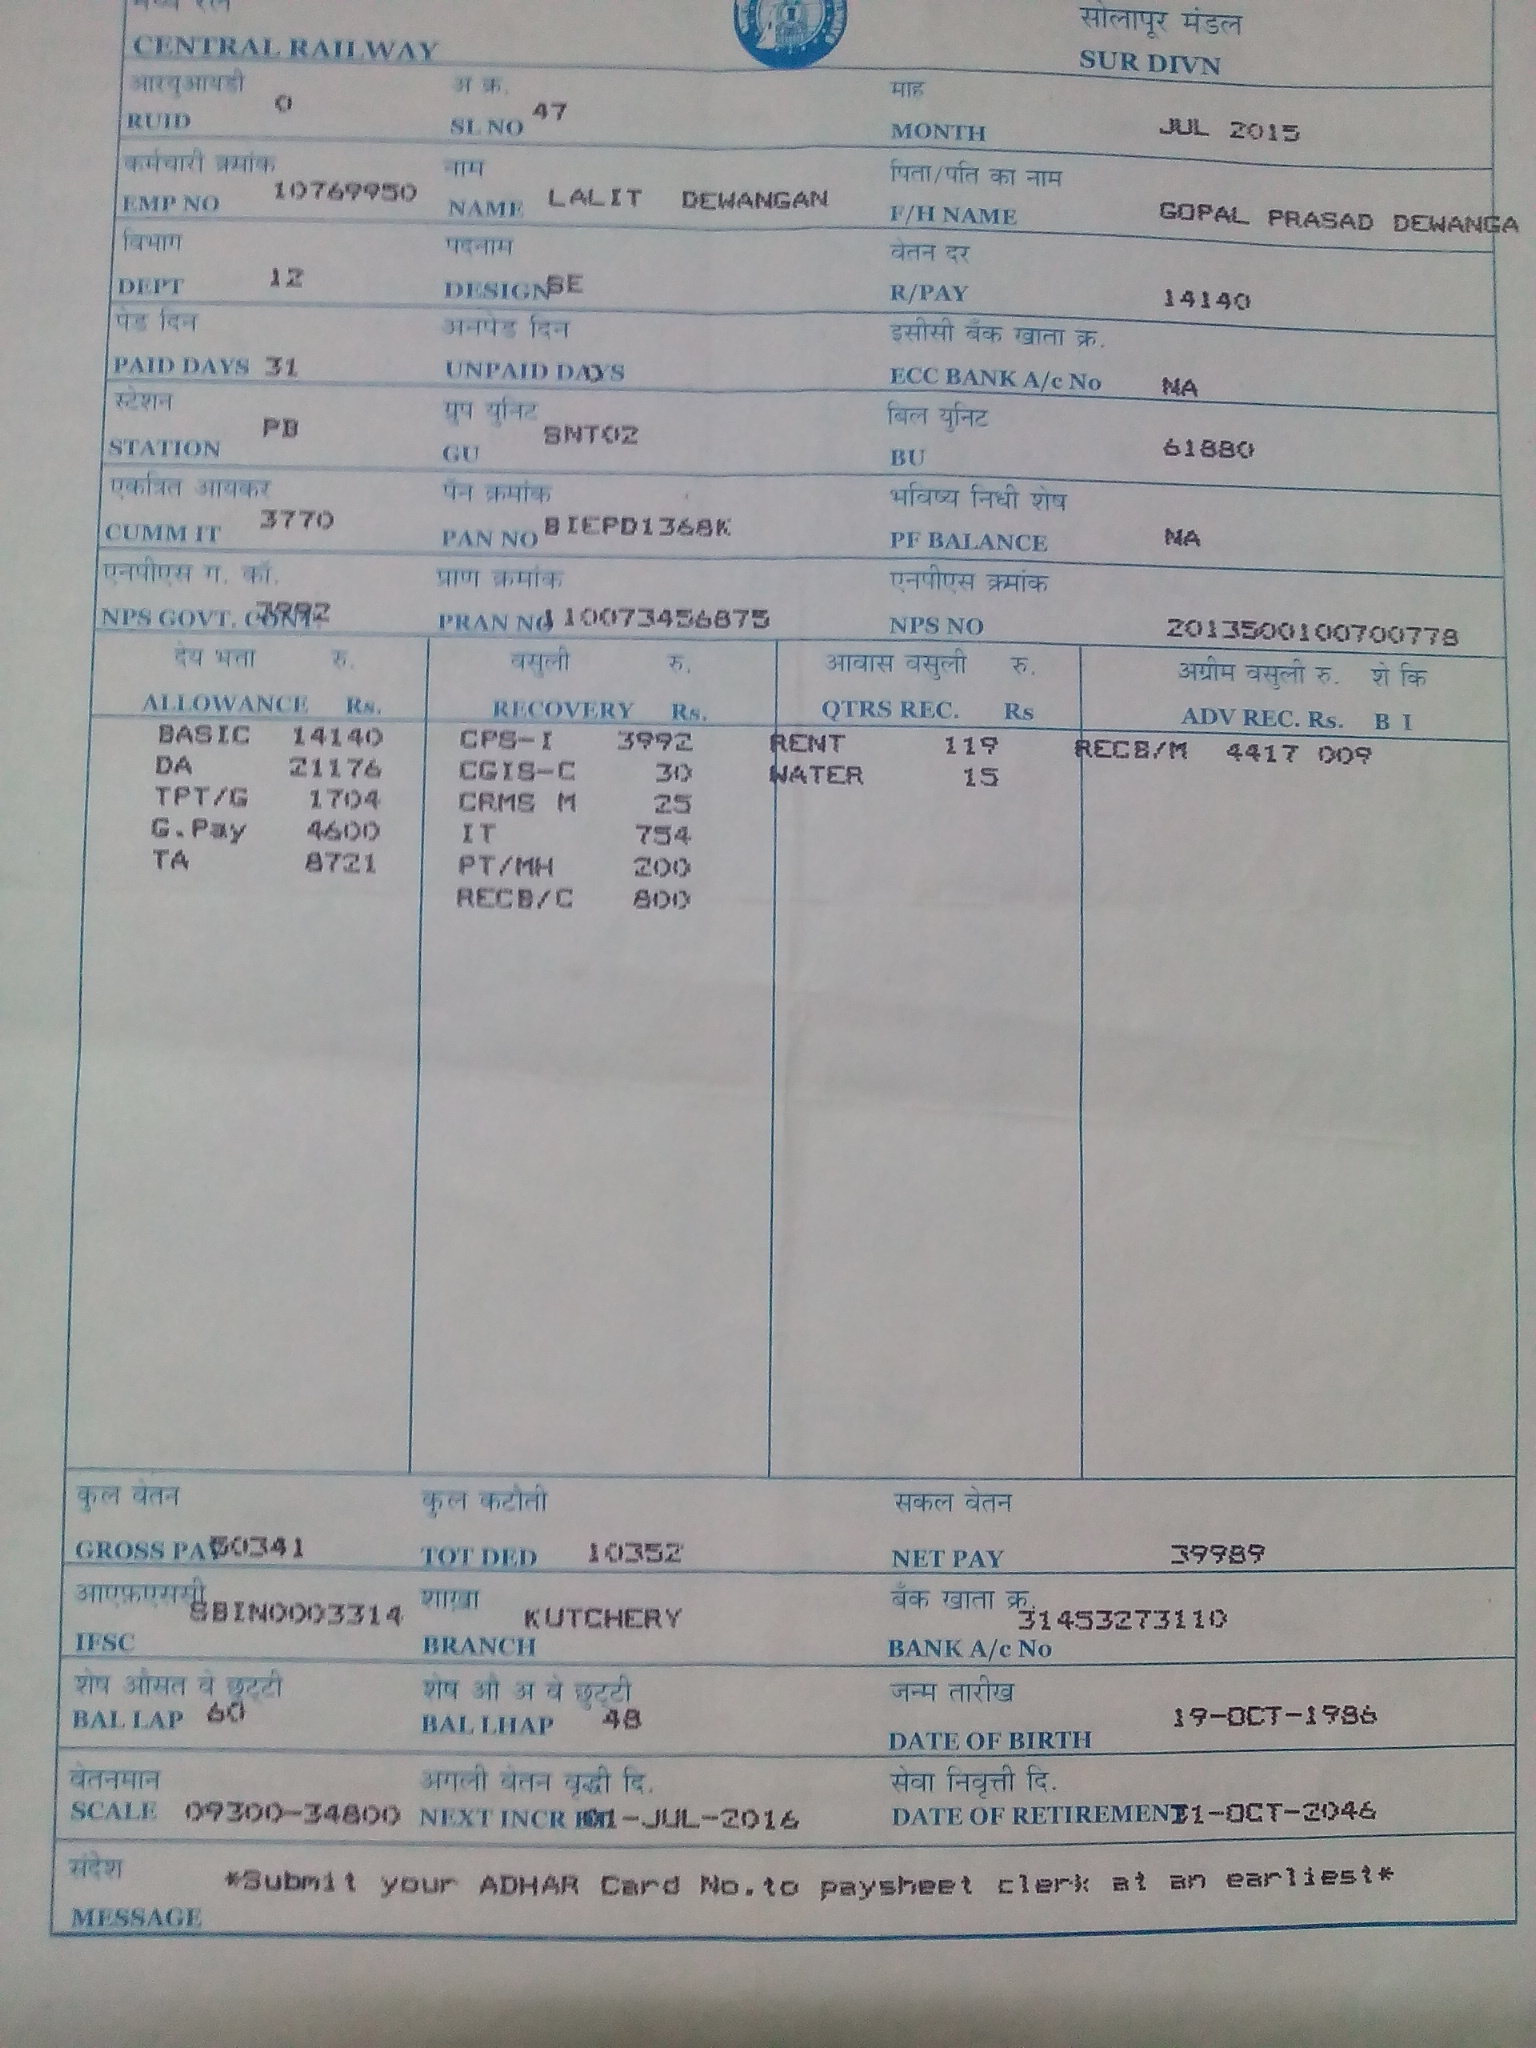 मध्य रेल
सोलापूर मंडल
CENTRAL RAILWAY
SUR DIVN
आरयुआयडी अ क्र. माह
RUID 0 SL NO 47 MONTH JUL 2015
कर्मचारी क्रमांक नाम पिता/पति का नाम
EMP NO 10769950 NAME LALIT DEWANGAN F/H NAME GOPAL PRASAD DEWANGA
विभाग पदनाम वेतन दर
DEPT 12 DESIGN SE R/PAY 14140
पेड दिन अनपेड दिन इसीसी बैंक खाता क्र.
PAID DAYS 31 UNPAID DAYS ECC BANK A/c No NA
स्टेशन ग्रुप युनिट बिल युनिट
STATION PB GU SNT02 BU 61880
एकत्रित आयकर पॅन क्रमांक भविष्य निधी शेष
CUMM IT 3770 PAN NO BIEPD1368K PF BALANCE NA
एनपीएस ग. कॉ. प्राण क्रमांक एनपीएस क्रमांक
NPS GOVT. CONT. 3992 PRAN NO 110073456875 NPS NO 2013500100700778
देय भत्ता रु. वसुली रु. आवास वसुली रु. अग्रीम वसुली रु. शे कि
ALLOWANCE Rs. RECOVERY Rs. QTRS REC. Rs ADV REC. Rs. B I
BASIC 14140 CPS-I 3992 RENT 119 RECB/M 4417 009
DA 21176 CGIS-C 30 WATER 15
TPT/G 1704 CRMS M 25
G.Pay 4600 IT 754
TA 8721 PT/MH 200
RECB/C 800
कुल वेतन कुल कटौती सकल वेतन
GROSS PAY 50341 TOT DED 10352 NET PAY 39989
आएफ़एससी शाखा बैंक खाता क्र.
IFSC SBIN0003314 BRANCH KUTCHERY BANK A/c No 31453273110
शेष औसत वे छुट्टी शेष औ अ वे छुट्टी जन्म तारीख
BAL LAP 60 BAL LHAP 48 DATE OF BIRTH 19-OCT-1986
वेतनमान अगली वेतन वृद्धी दि. सेवा निवृत्ती दि.
SCALE 09300-34800 NEXT INCR 01-JUL-2016 DATE OF RETIREMENT 31-OCT-2046
संदेश
MESSAGE *Submit your ADHAR Card No.to paysheet clerk at an earliest*